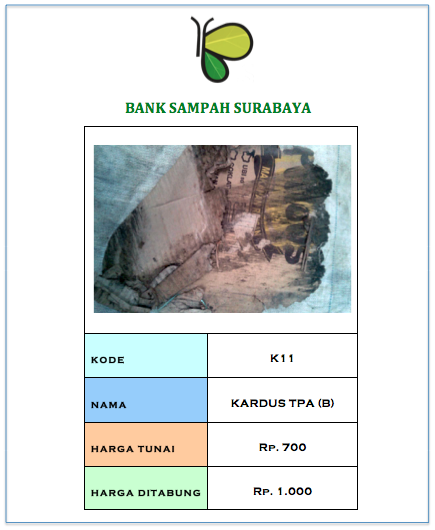 BANK SAMPAH SURABAYA
KODE K11
NAMA KARDUS TPA (B)
HARGA TUNAI Rp. 700
HARGA DITABUNG Rp. 1.000